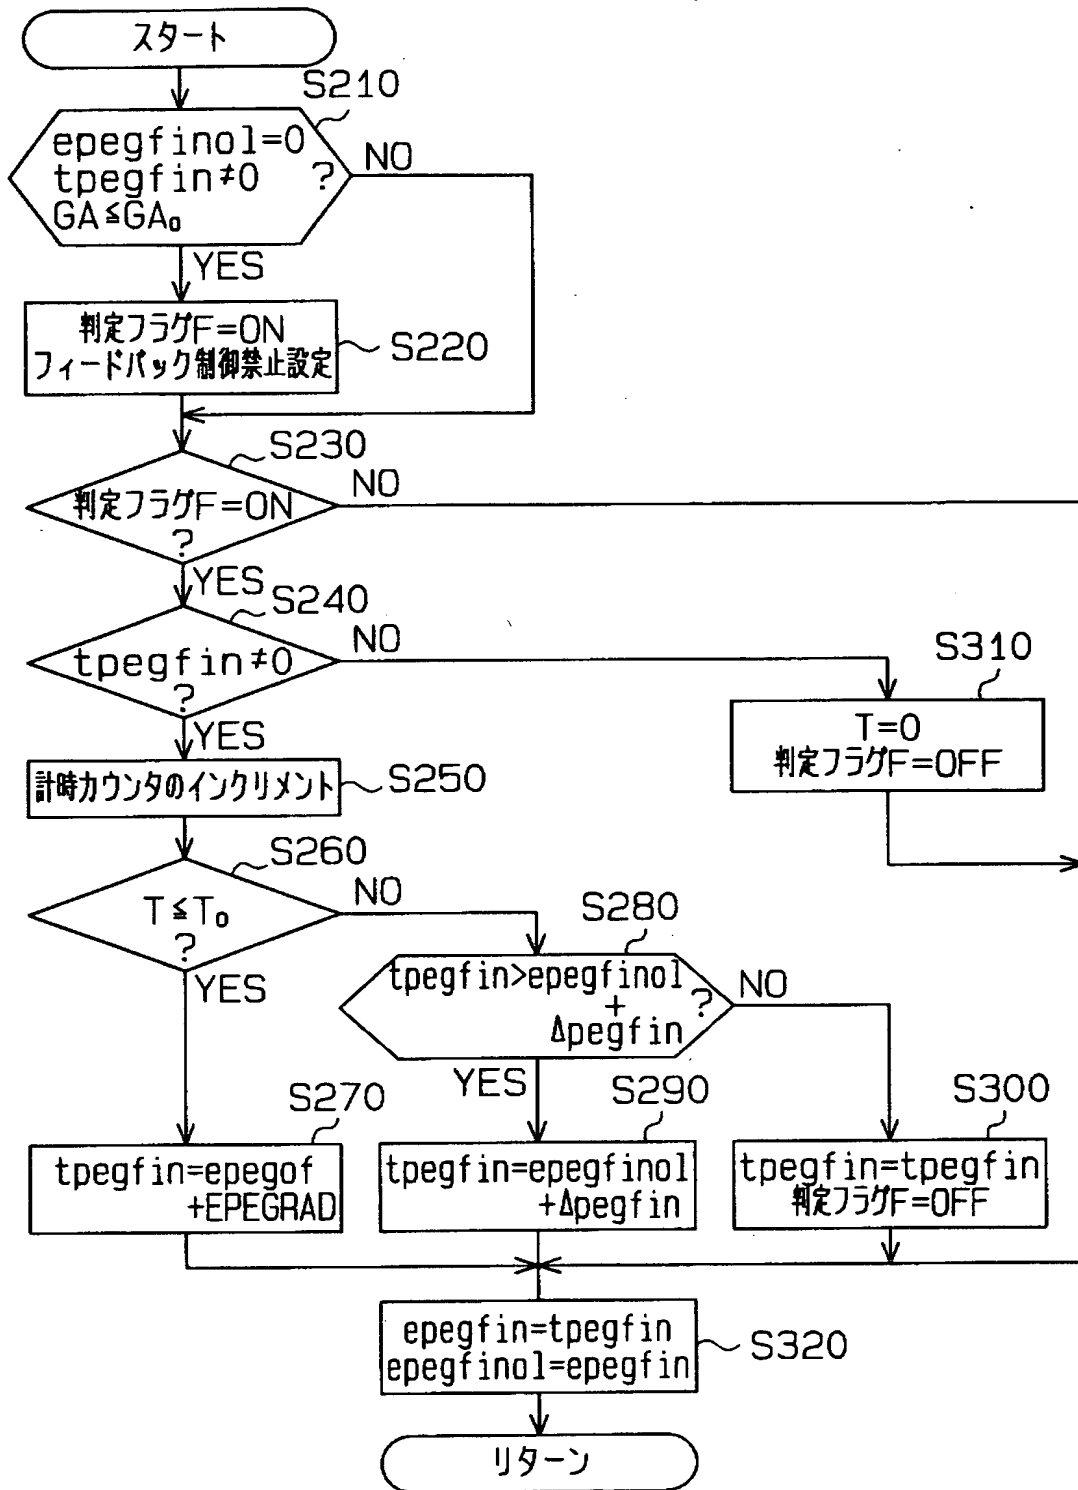 スタート
S210
epegfinol=0
tpegfin≠0
?
GA≦GA₀
NO
YES
判定フラグF=ON
フィードバック制御禁止設定
S220
S230
判定フラグF=ON
?
NO
YES
S240
tpegfin≠0
?
NO
S310
T=0
判定フラグF=OFF
YES
計時カウンタのインクリメント
S250
S260
T≦T₀
?
NO
YES
S280
tpegfin>epegfinol
+
Δpegfin
?
NO
YES
S270
tpegfin=epegof
+EPEGRAD
S290
tpegfin=epegfinol
+Δpegfin
S300
tpegfin=tpegfin
判定フラグF=OFF
epegfin=tpegfin
epegfinol=epegfin
S320
リターン